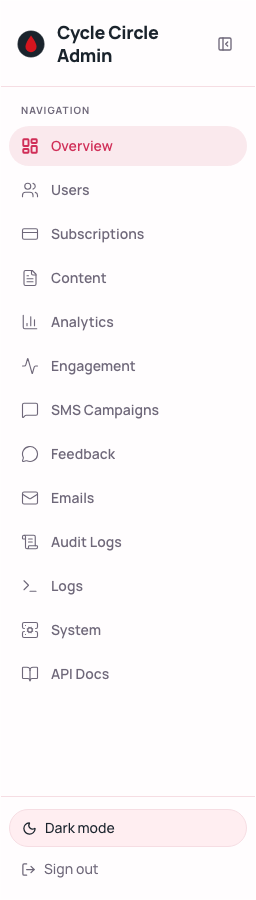 Cycle Circle
Admin
NAVIGATION
Overview
Users
Subscriptions
Content
Analytics
Engagement
SMS Campaigns
Feedback
Emails
Audit Logs
Logs
System
API Docs
Dark mode
Sign out